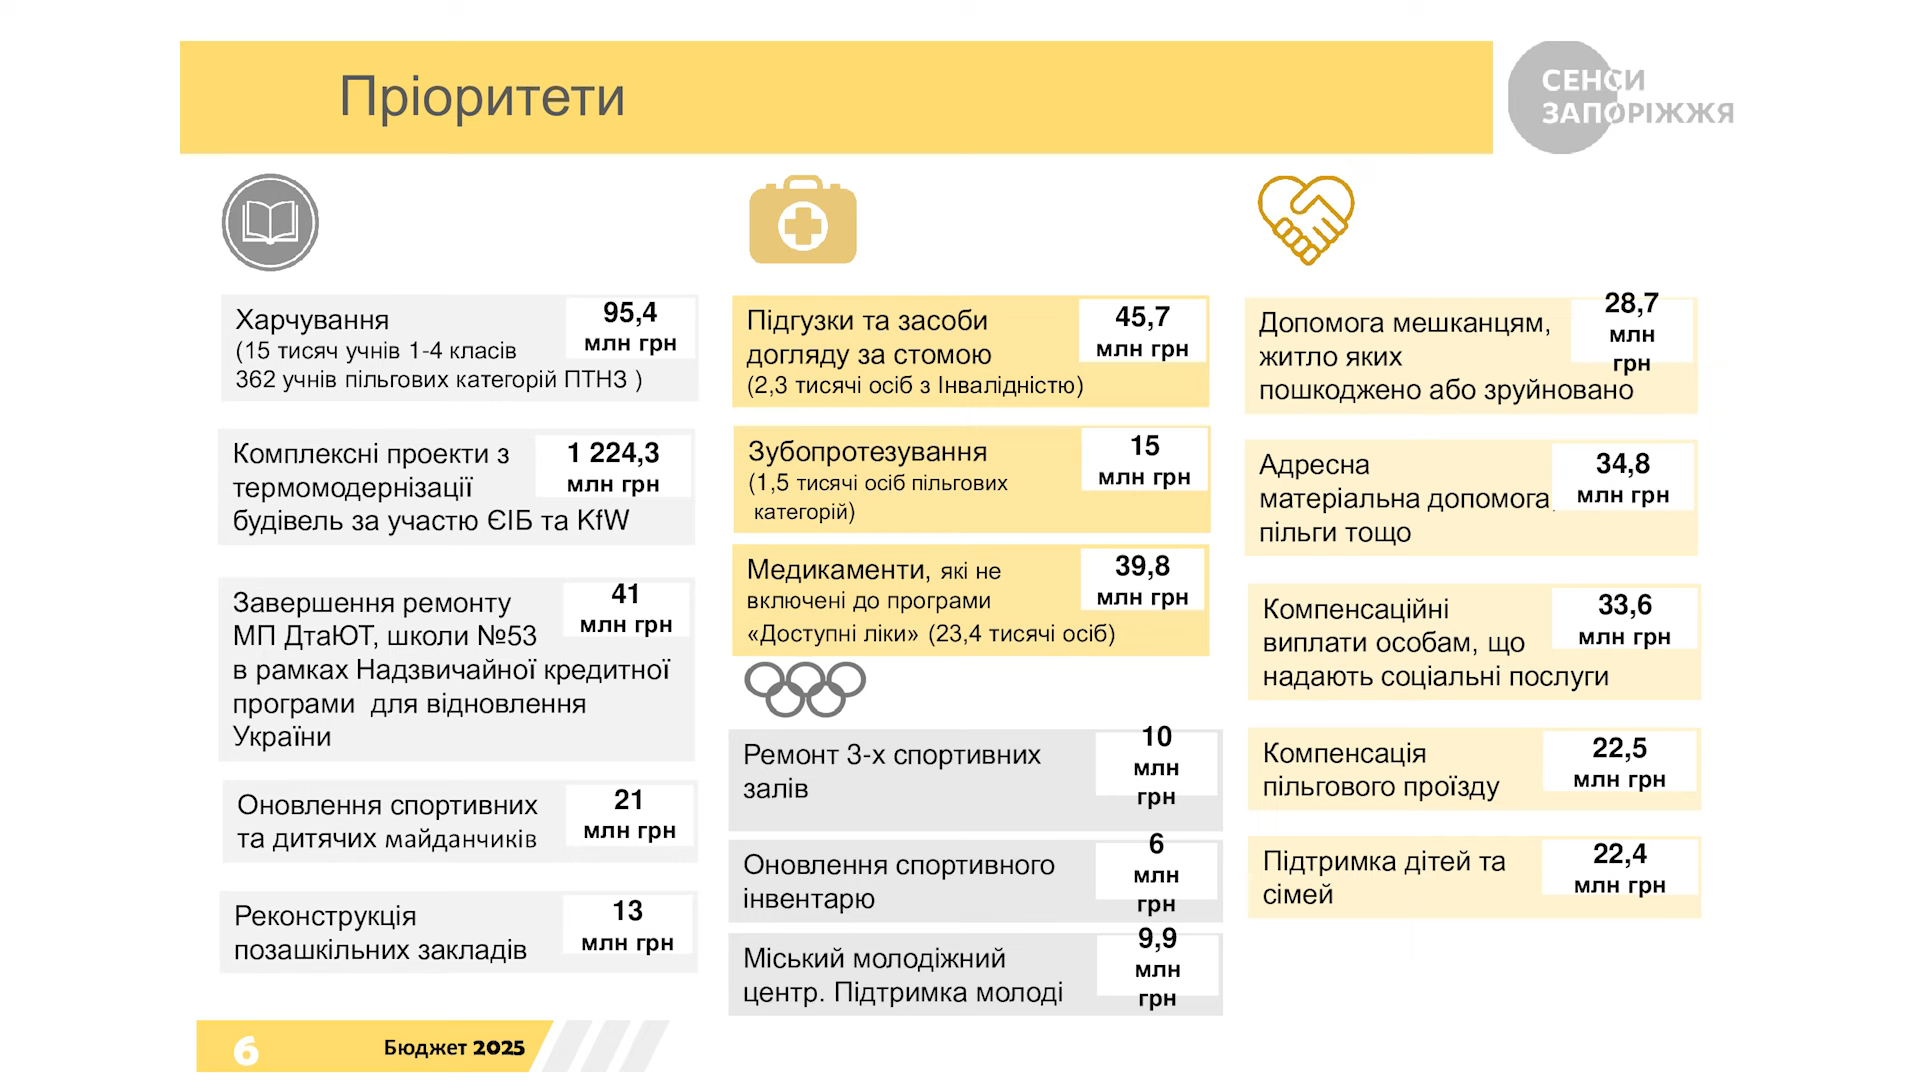 Пріоритети
СЕНСИ
ЗАПОРІЖЖЯ
Харчування
(15 тисяч учнів 1-4 класів
362 учнів пільгових категорій ПТНЗ )
95,4
млн грн
Комплексні проекти з
термомодернізації
будівель за участю ЄІБ та KfW
1 224,3
млн грн
Завершення ремонту
МП ДтаЮТ, школи №53
в рамках Надзвичайної кредитної
програми для відновлення
України
41
млн грн
Оновлення спортивних
та дитячих майданчиків
21
млн грн
Реконструкція
позашкільних закладів
13
млн грн
Підгузки та засоби
догляду за стомою
(2,3 тисячі осіб з Інвалідністю)
45,7
млн грн
Зубопротезування
(1,5 тисячі осіб пільгових
категорій)
15
млн грн
Медикаменти, які не
включені до програми
«Доступні ліки» (23,4 тисячі осіб)
39,8
млн грн
Ремонт 3-х спортивних
залів
10
млн
грн
Оновлення спортивного
інвентарю
6
млн
грн
Міський молодіжний
центр. Підтримка молоді
9,9
млн
грн
Допомога мешканцям,
житло яких
пошкоджено або зруйновано
28,7
млн
грн
Адресна
матеріальна допомога,
пільги тощо
34,8
млн грн
Компенсаційні
виплати особам, що
надають соціальні послуги
33,6
млн грн
Компенсація
пільгового проїзду
22,5
млн грн
Підтримка дітей та
сімей
22,4
млн грн
6
Бюджет 2025